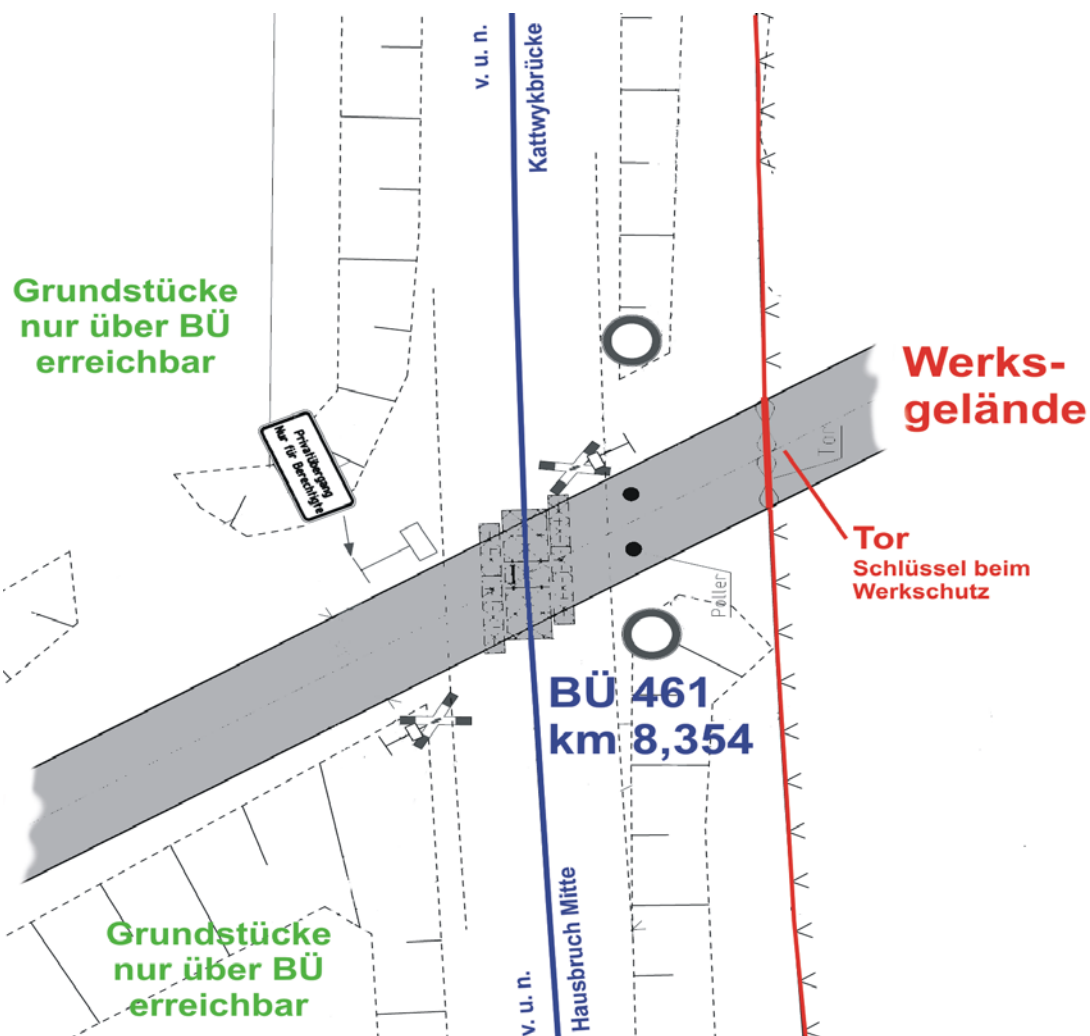 v. u. n.
Kattwykbrücke
Grundstücke
nur über BÜ
erreichbar
Privatübergang
Nur für Berechtigte
Werks-
gelände
Tor
Tor
Schlüssel beim
Werkschutz
Poller
BÜ 461
km 8,354
Grundstücke
nur über BÜ
erreichbar
v. u. n.
Hausbruch Mitte